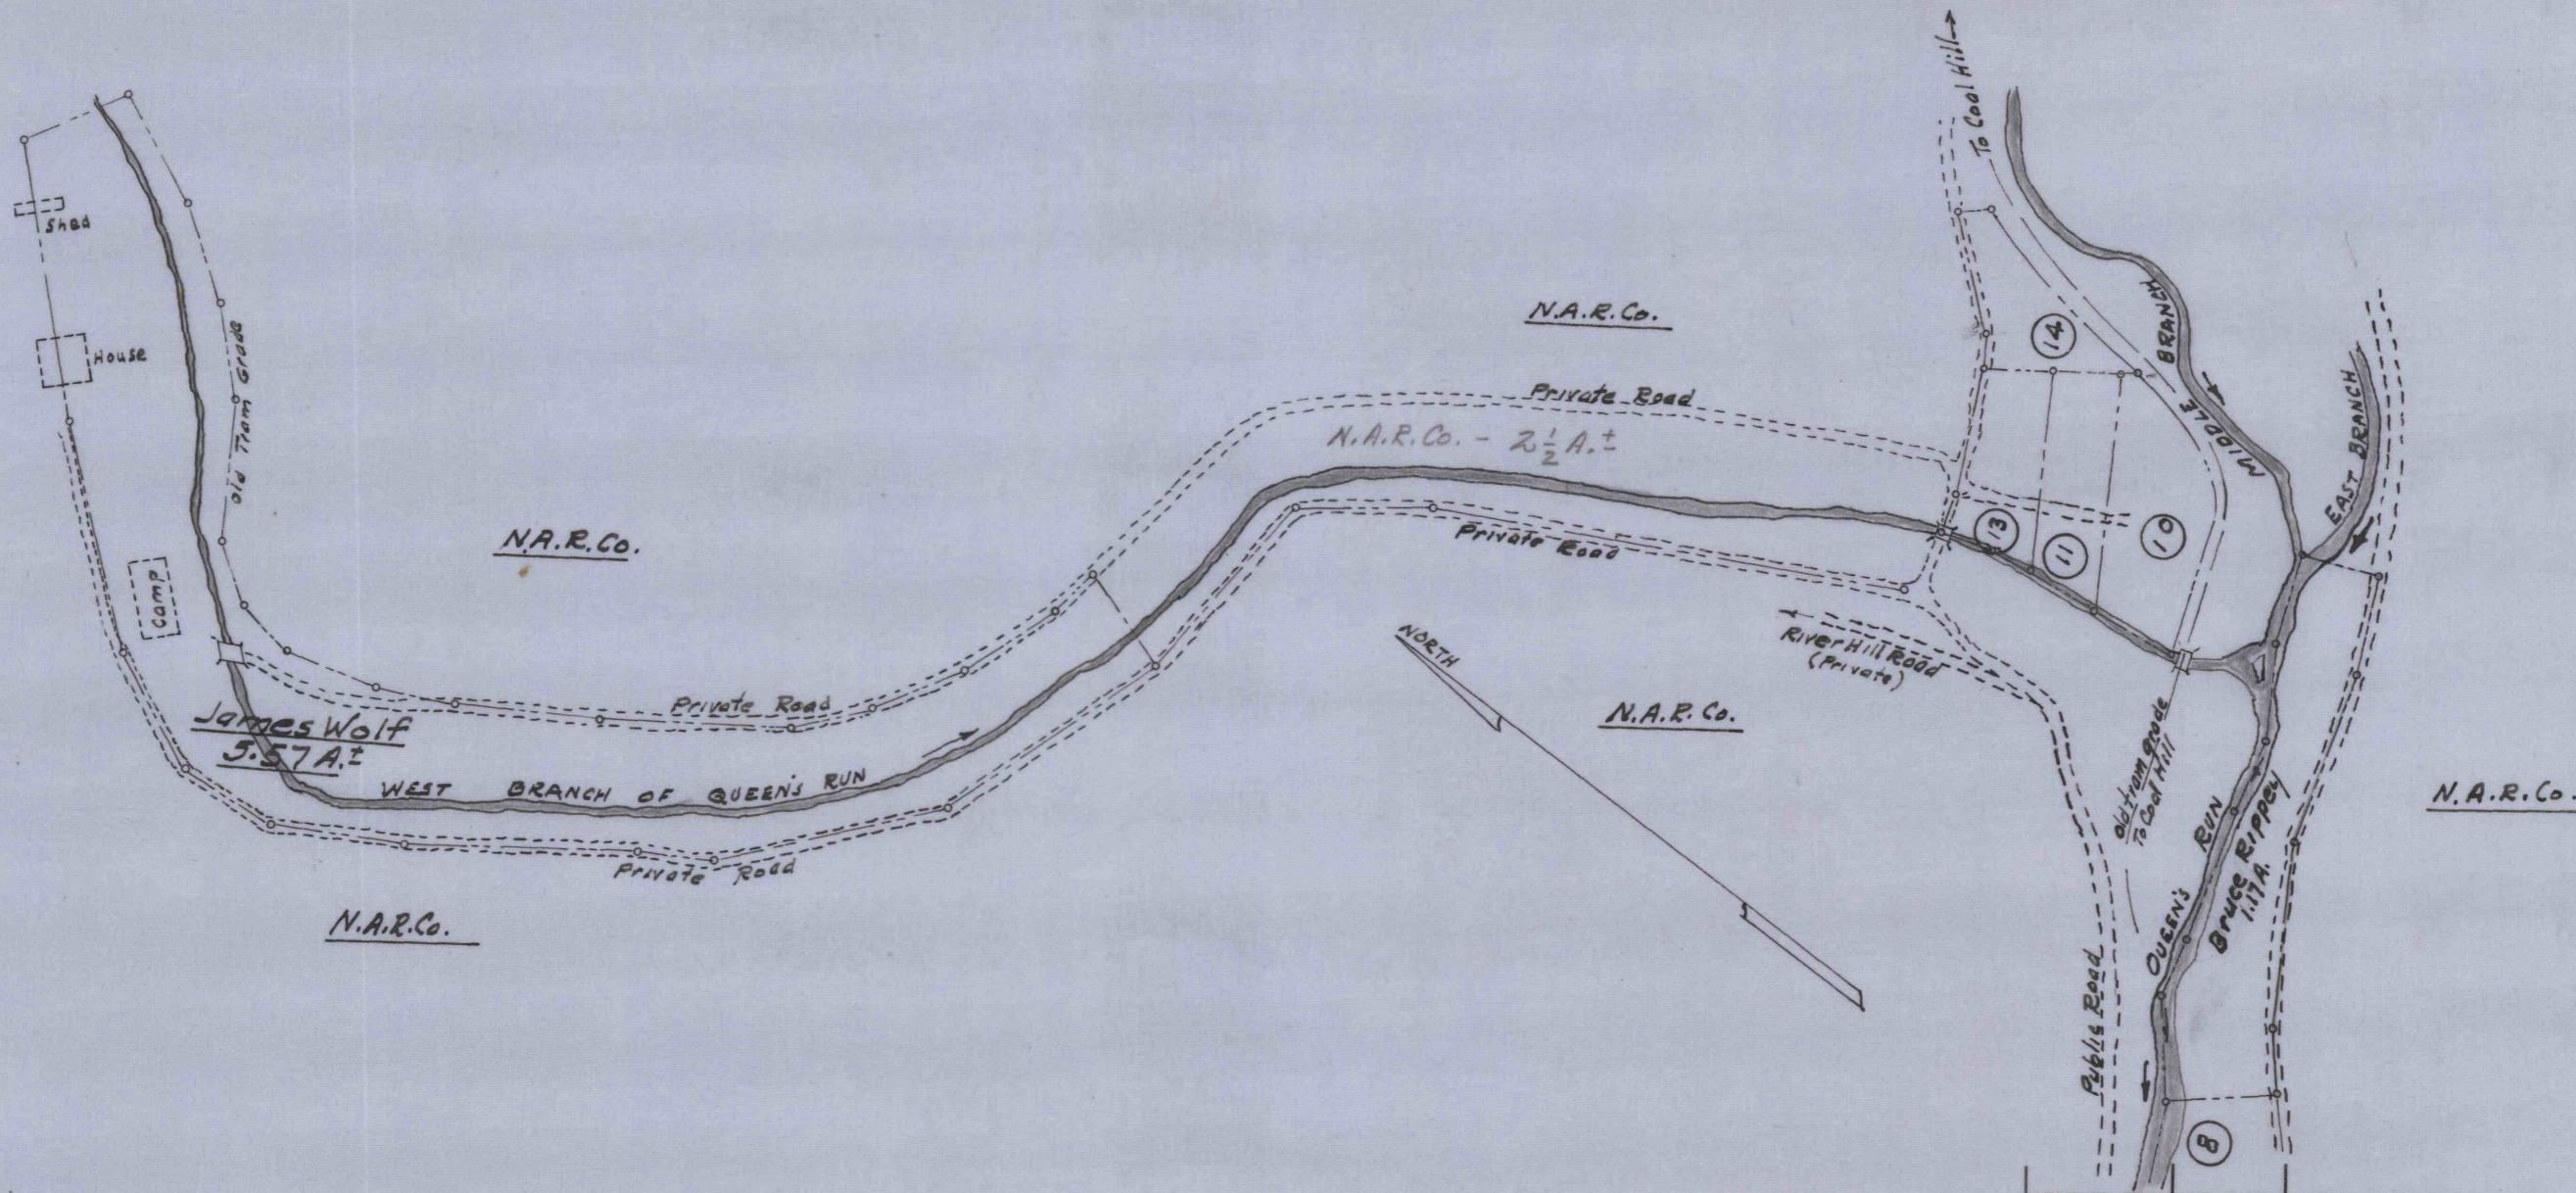 To Coal Hill
Shed
House
Old Tram Grade
N.A.R.Co.
BRANCH
MIDDLE
14
EAST BRANCH
Private Road
N.A.R.Co. - 2 1/2 A.±
N.A.R.Co.
Private Road
13
11
10
Camp
NORTH
River Hill Road
(Private)
N.A.R.Co.
James Wolf
5.57 A.±
Private Road
WEST BRANCH OF QUEEN'S RUN
Private Road
N.A.R.Co.
old tram grade
To Coal Hill
QUEEN'S RUN
Bruce Rippey
1.17 A.
N.A.R.Co.
Public Road
8